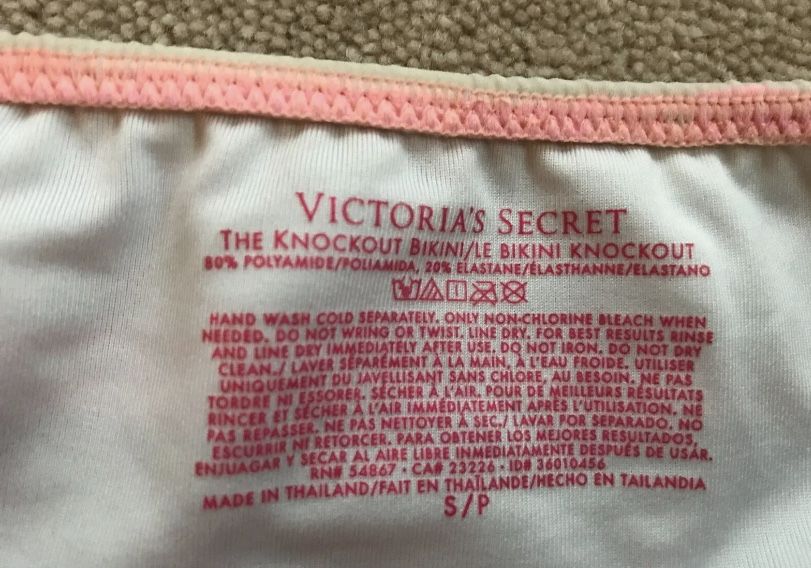 VICTORIA'S SECRET
THE KNOCKOUT BIKINI/LE BIKINI KNOCKOUT
80% POLYAMIDE/POLIAMIDA, 20% ELASTANE/ÉLASTHANNE/ELASTANO
HAND WASH COLD SEPARATELY. ONLY NON-CHLORINE BLEACH WHEN
NEEDED. DO NOT WRING OR TWIST. LINE DRY. FOR BEST RESULTS RINSE
AND LINE DRY IMMEDIATELY AFTER USE. DO NOT IRON. DO NOT DRY
CLEAN./ LAVER SÉPARÉMENT À LA MAIN, À L'EAU FROIDE. UTILISER
UNIQUEMENT DU JAVELLISANT SANS CHLORE, AU BESOIN. NE PAS
TORDRE NI ESSORER. SÉCHER À L'AIR. POUR DE MEILLEURS RÉSULTATS
RINCER ET SÉCHER À L'AIR IMMÉDIATEMENT APRÈS L'UTILISATION. NE
PAS REPASSER. NE PAS NETTOYER À SEC./ LAVAR POR SEPARADO. NO
ESCURRIR NI RETORCER. PARA OBTENER LOS MEJORES RESULTADOS,
ENJUAGAR Y SECAR AL AIRE LIBRE INMEDIATAMENTE DESPUÉS DE USAR.
RN# 54867 · CA# 23226 · ID# 36010456
MADE IN THAILAND/FAIT EN THAÏLANDE/HECHO EN TAILANDIA
S/P